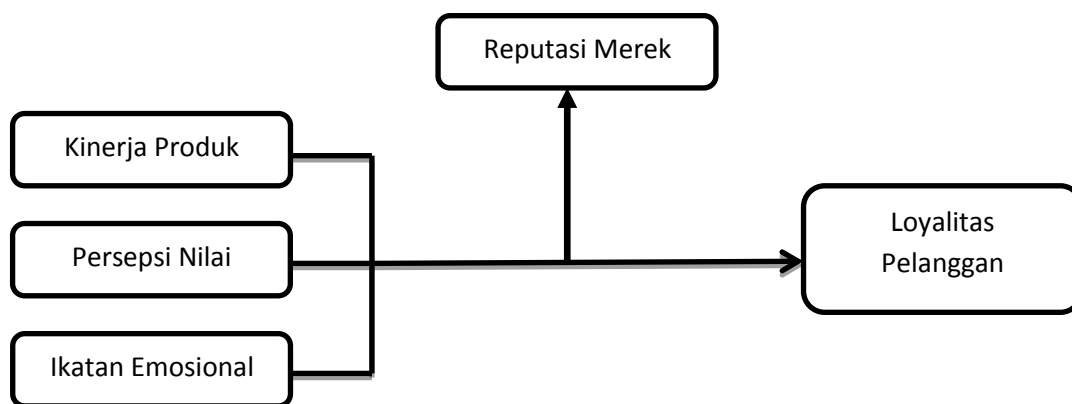 Reputasi Merek
Kinerja Produk
Persepsi Nilai
Loyalitas
Pelanggan
Ikatan Emosional